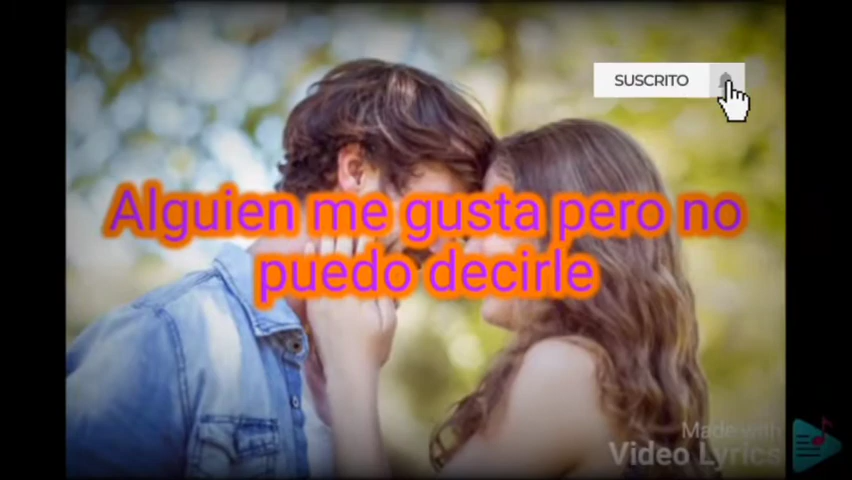 SUSCRITO
Alguien me gusta pero no
puedo decirle
Made with
Video Lyrics